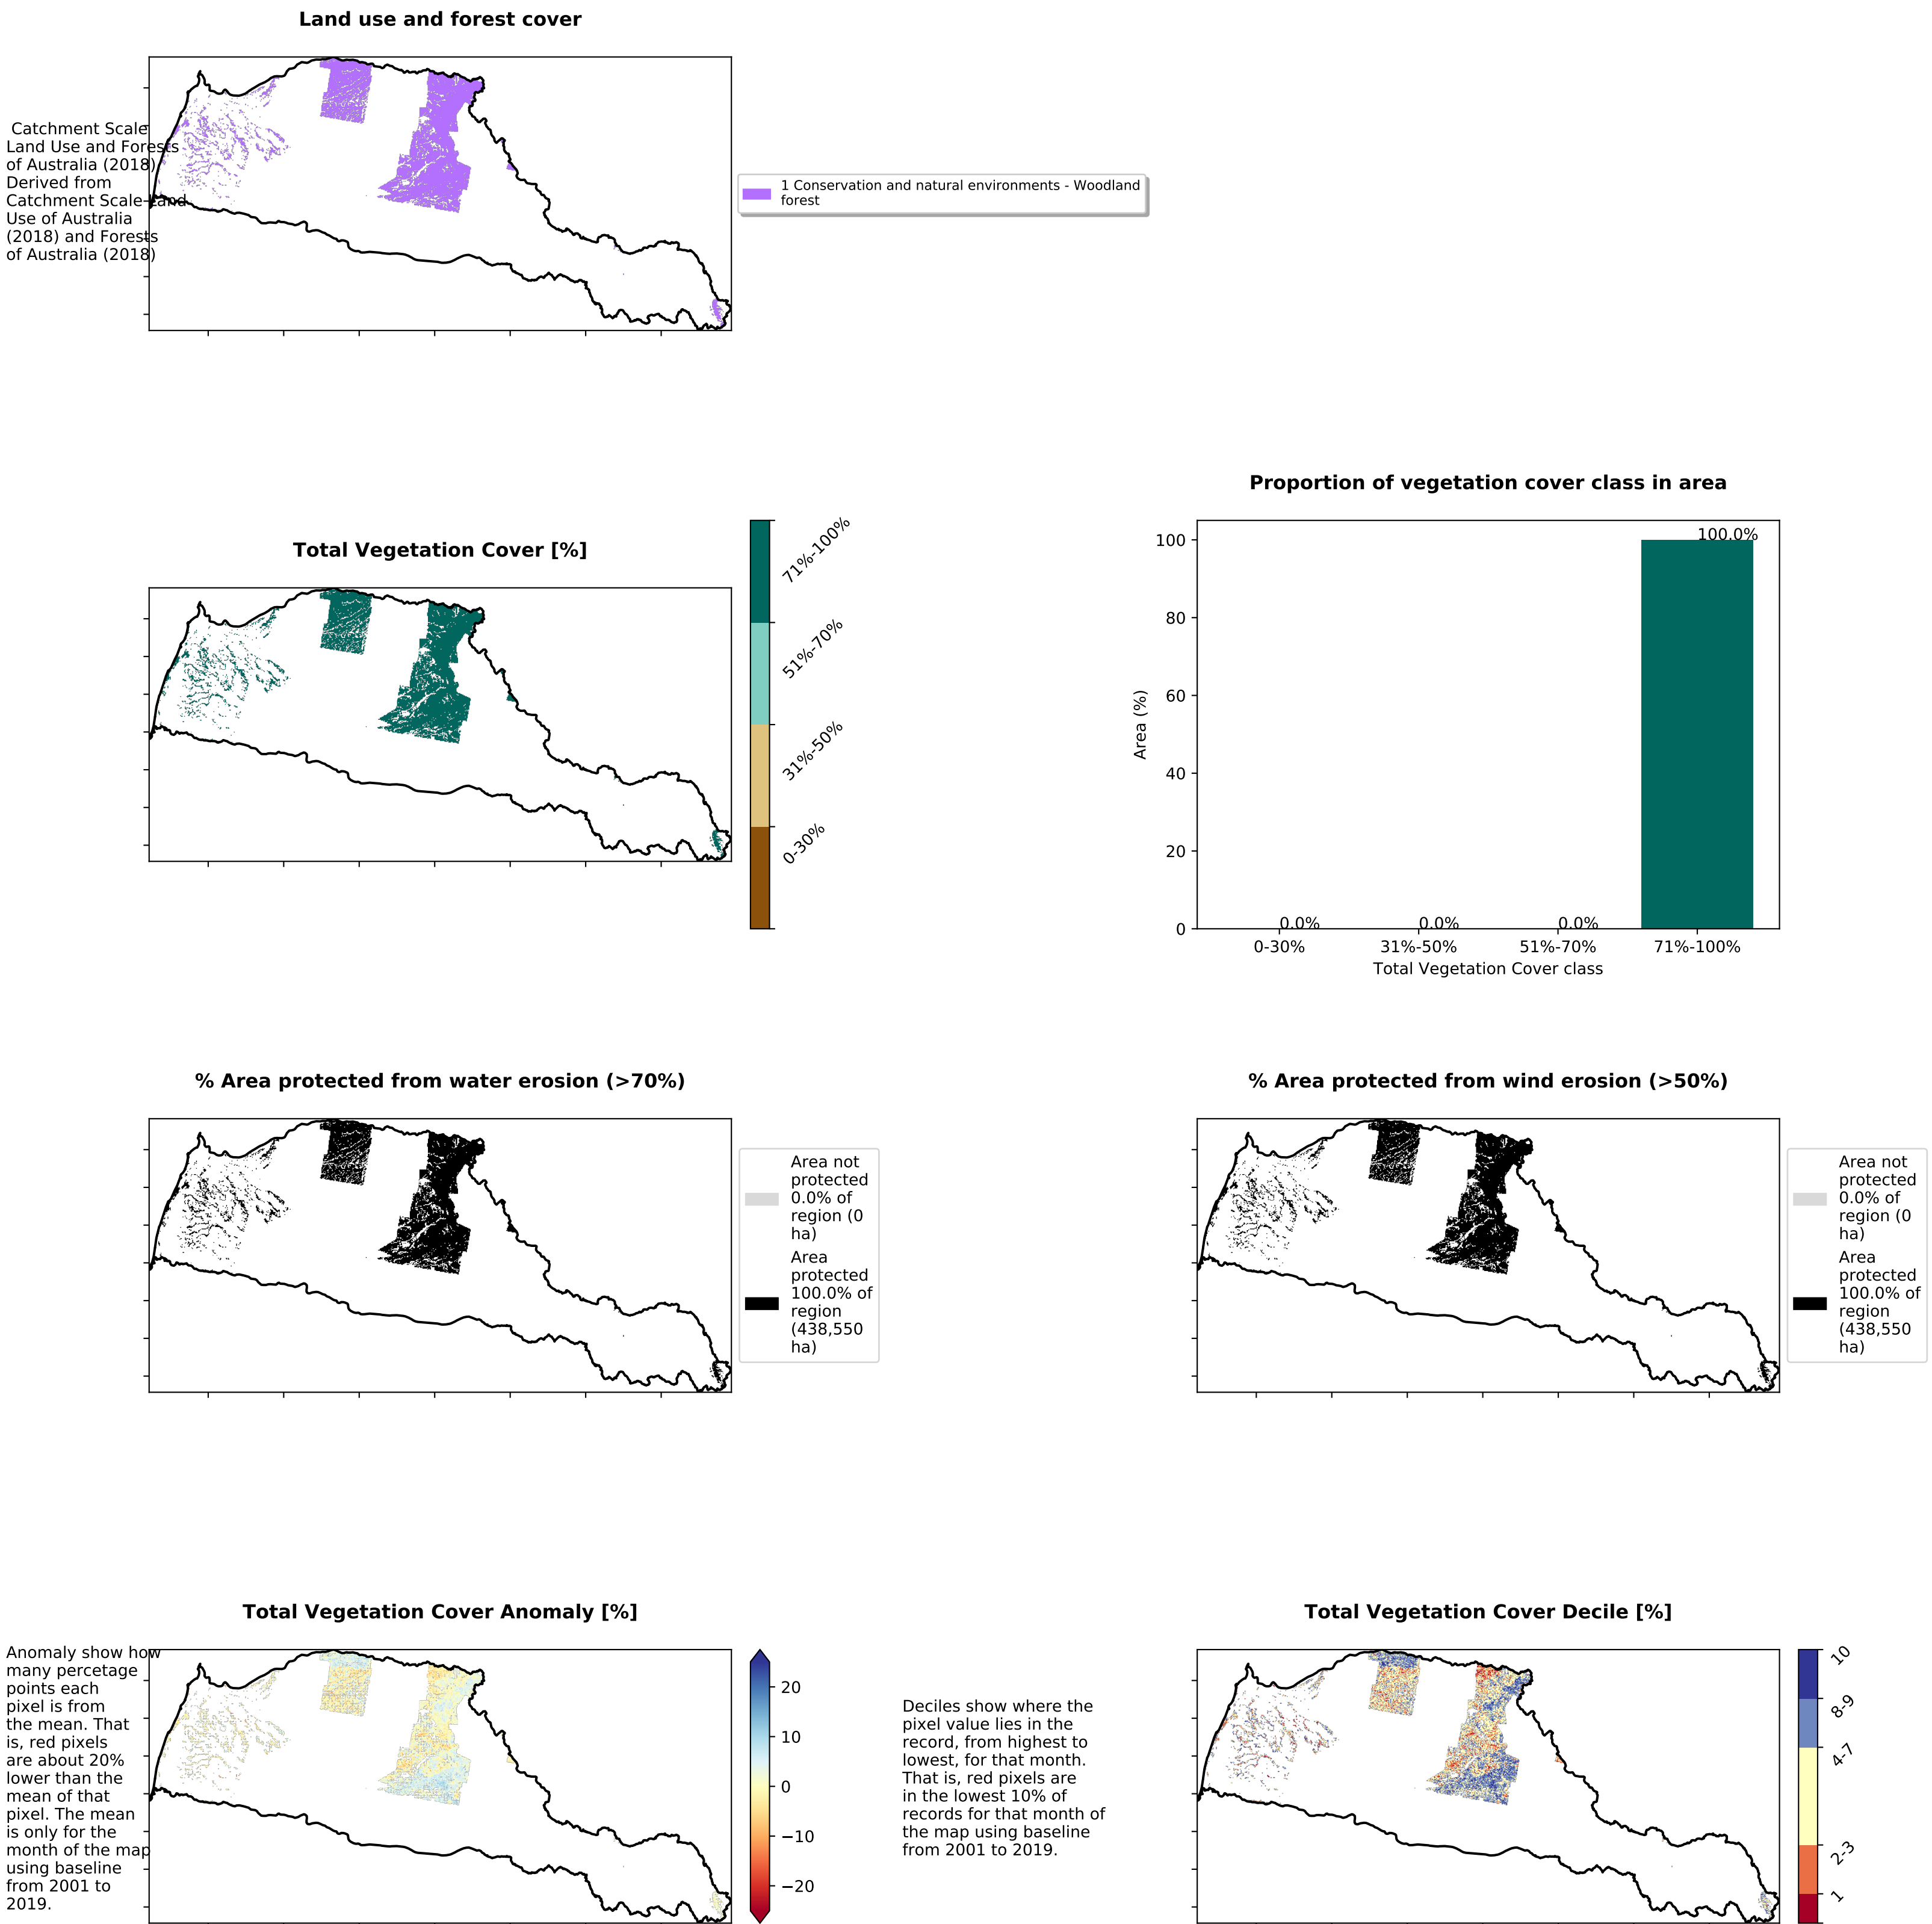 Land use and forest cover
Catchment Scale
Land Use and Forests
of Australia (2018)
Derived from
Catchment Scale Land
Use of Australia
(2018) and Forests
of Australia (2018)
1 Conservation and natural environments - Woodland
forest
Total Vegetation Cover [%]
71%-100%
51%-70%
31%-50%
0-30%
Proportion of vegetation cover class in area
100.0%
100
80
60
40
20
0
Area (%)
0.0%
0.0%
0.0%
0-30%
31%-50%
51%-70%
71%-100%
Total Vegetation Cover class
% Area protected from water erosion (>70%)
Area not
protected
0.0% of
region (0
ha)
Area
protected
100.0% of
region
(438,550
ha)
% Area protected from wind erosion (>50%)
Area not
protected
0.0% of
region (0
ha)
Area
protected
100.0% of
region
(438,550
ha)
Total Vegetation Cover Anomaly [%]
Anomaly show how
many percetage
points each
pixel is from
the mean. That
is, red pixels
are about 20%
lower than the
mean of that
pixel. The mean
is only for the
month of the map
using baseline
from 2001 to
2019.
20
10
0
−10
−20
Total Vegetation Cover Decile [%]
Deciles show where the
pixel value lies in the
record, from highest to
lowest, for that month.
That is, red pixels are
in the lowest 10% of
records for that month of
the map using baseline
from 2001 to 2019.
10
8-9
4-7
2-3
1